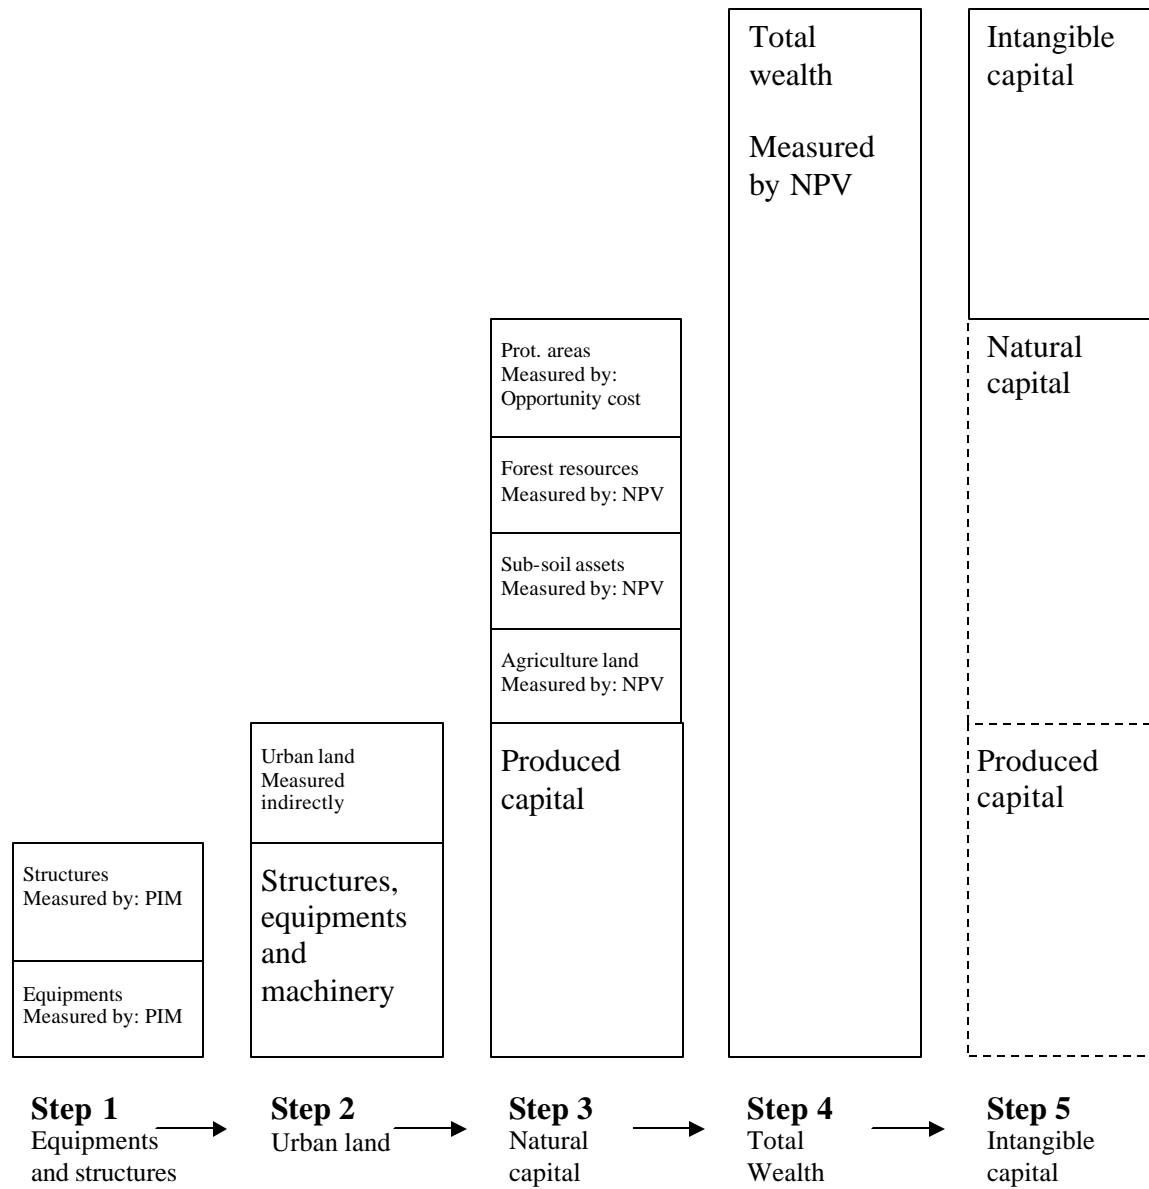 Total
wealth
Measured
by NPV
Intangible
capital
Prot. areas
Measured by:
Opportunity cost
Forest resources
Measured by: NPV
Sub-soil assets
Measured by: NPV
Agriculture land
Measured by: NPV
Natural
capital
Urban land
Measured
indirectly
Produced
capital
Produced
capital
Structures
Measured by: PIM
Equipments
Measured by: PIM
Structures,
equipments
and
machinery
Step 1
Equipments
and structures
Step 2
Urban land
Step 3
Natural
capital
Step 4
Total
Wealth
Step 5
Intangible
capital